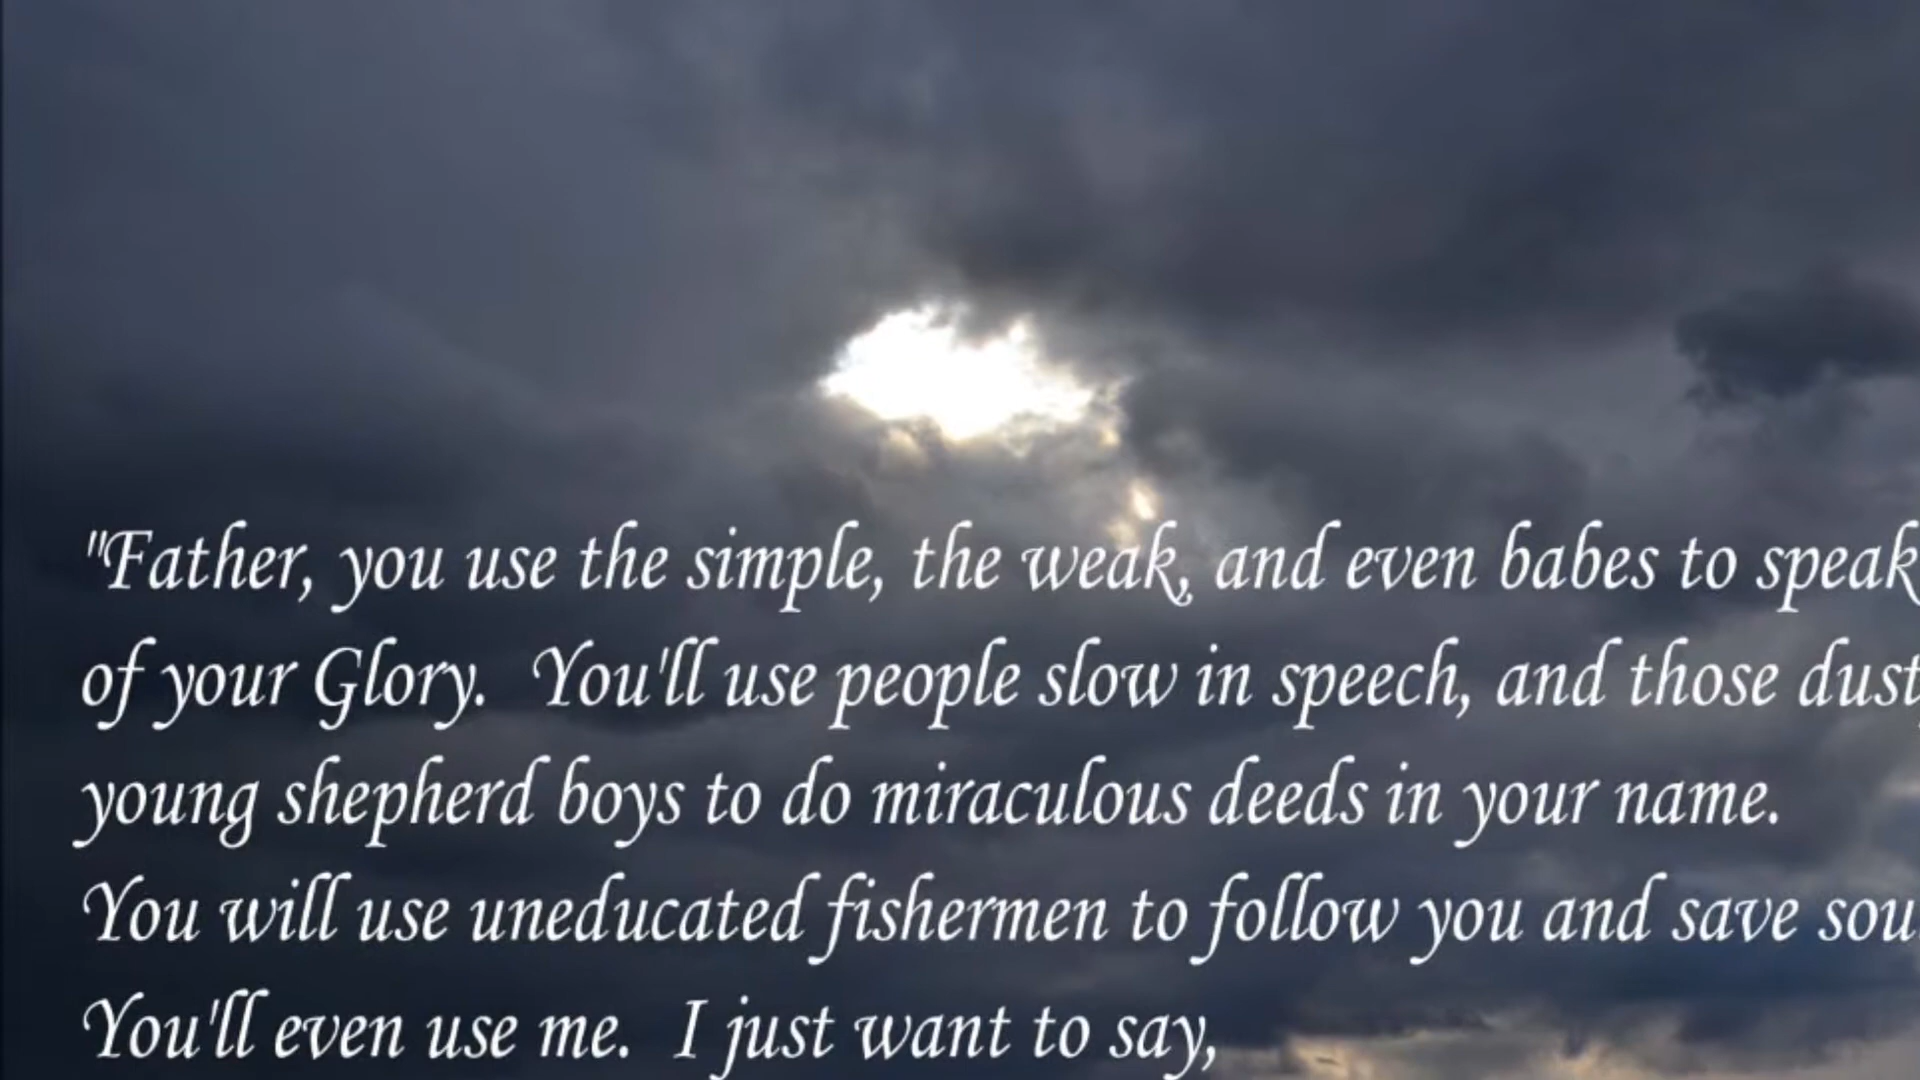 "Father, you use the simple, the weak, and even babes to speak
of your Glory.  You'll use people slow in speech, and those
young shepherd boys to do miraculous deeds in your name.
You will use uneducated fishermen to follow you and save
You'll even use me.  I just want to say,